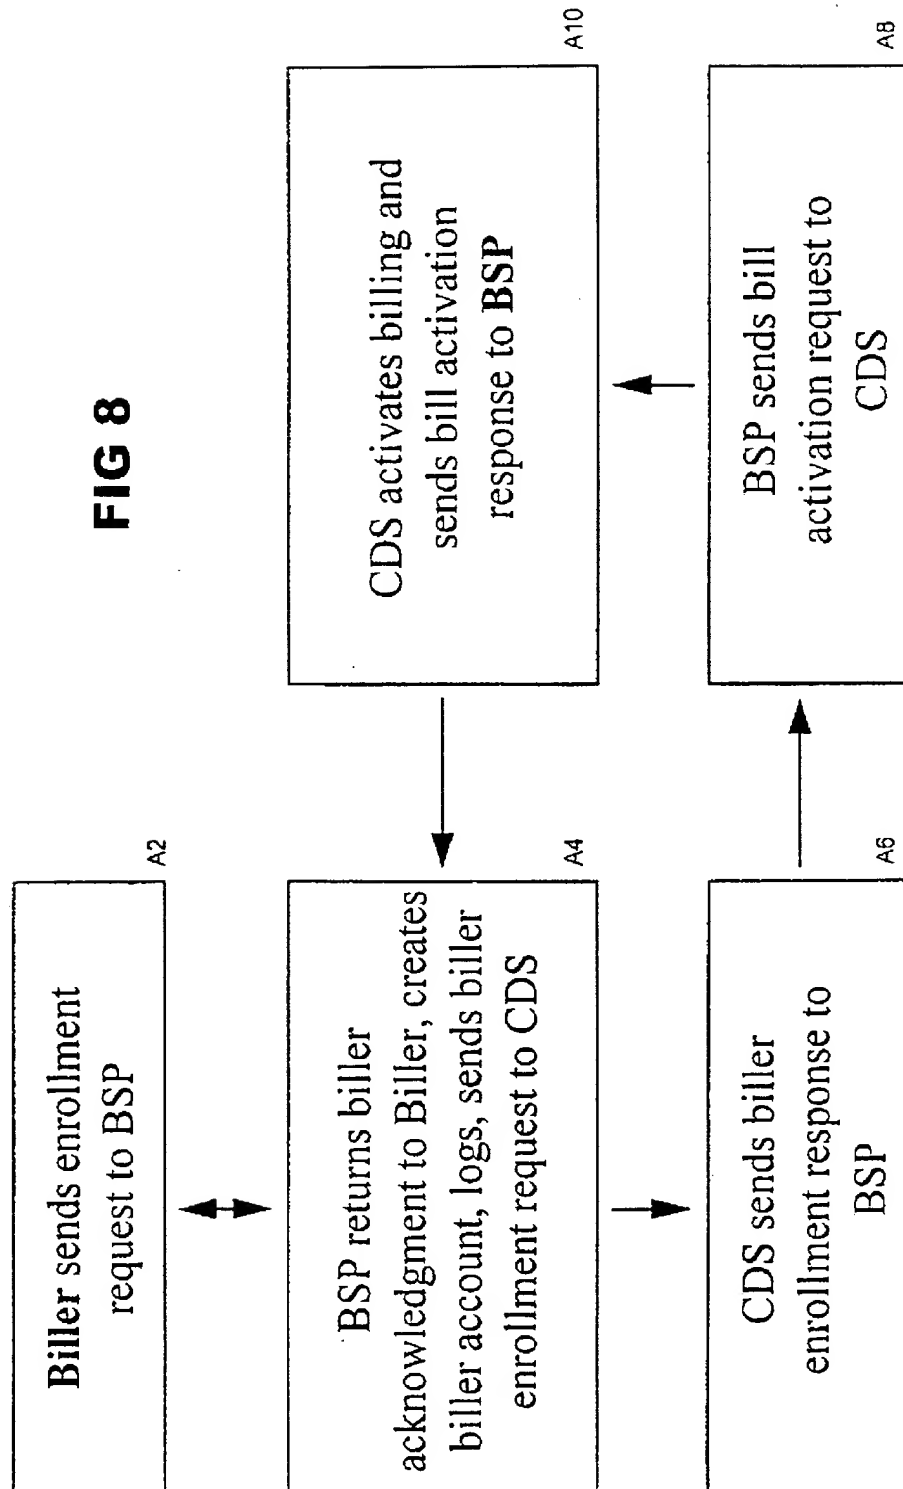 FIG 8
Biller sends enrollment
request to BSP
A2
BSP returns biller
acknowledgment to Biller, creates
biller account, logs, sends biller
enrollment request to CDS
A4
CDS sends biller
enrollment response to
BSP
A6
BSP sends bill
activation request to
CDS
A8
CDS activates billing and
sends bill activation
response to BSP
A10